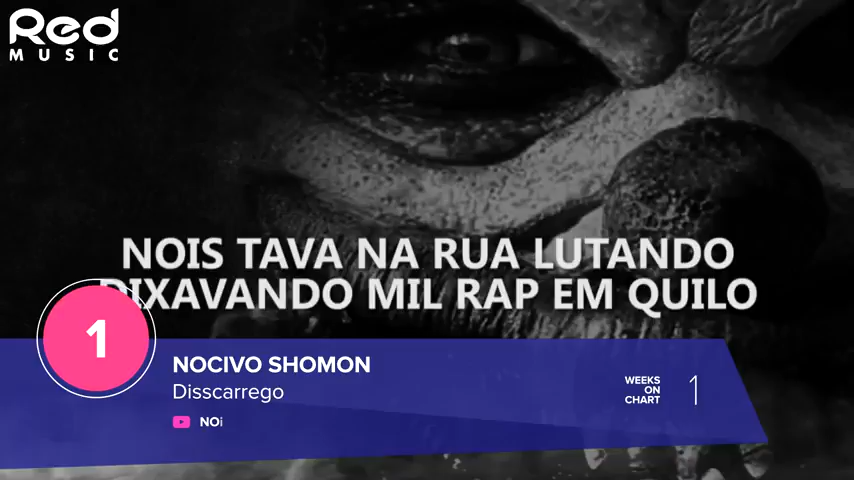 Red
MUSIC
NOIS TAVA NA RUA LUTANDO
DIXAVANDO MIL RAP EM QUILO
1
NOCIVO SHOMON
Disscarrego
NOi
WEEKS
ON
CHART
1